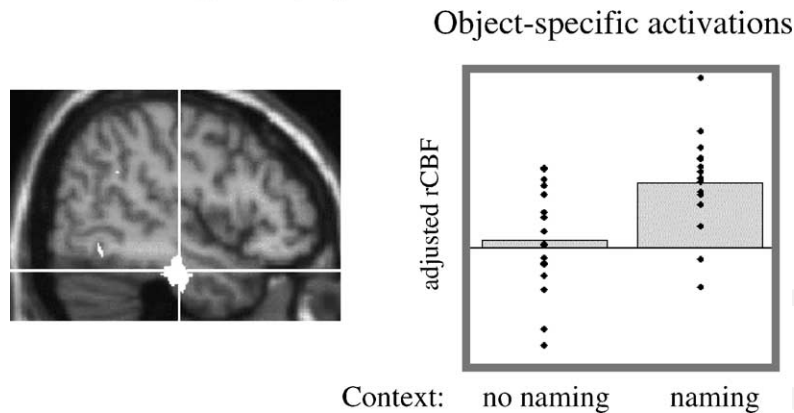 Object-specific activations
adjusted rCBF
Context: no naming naming